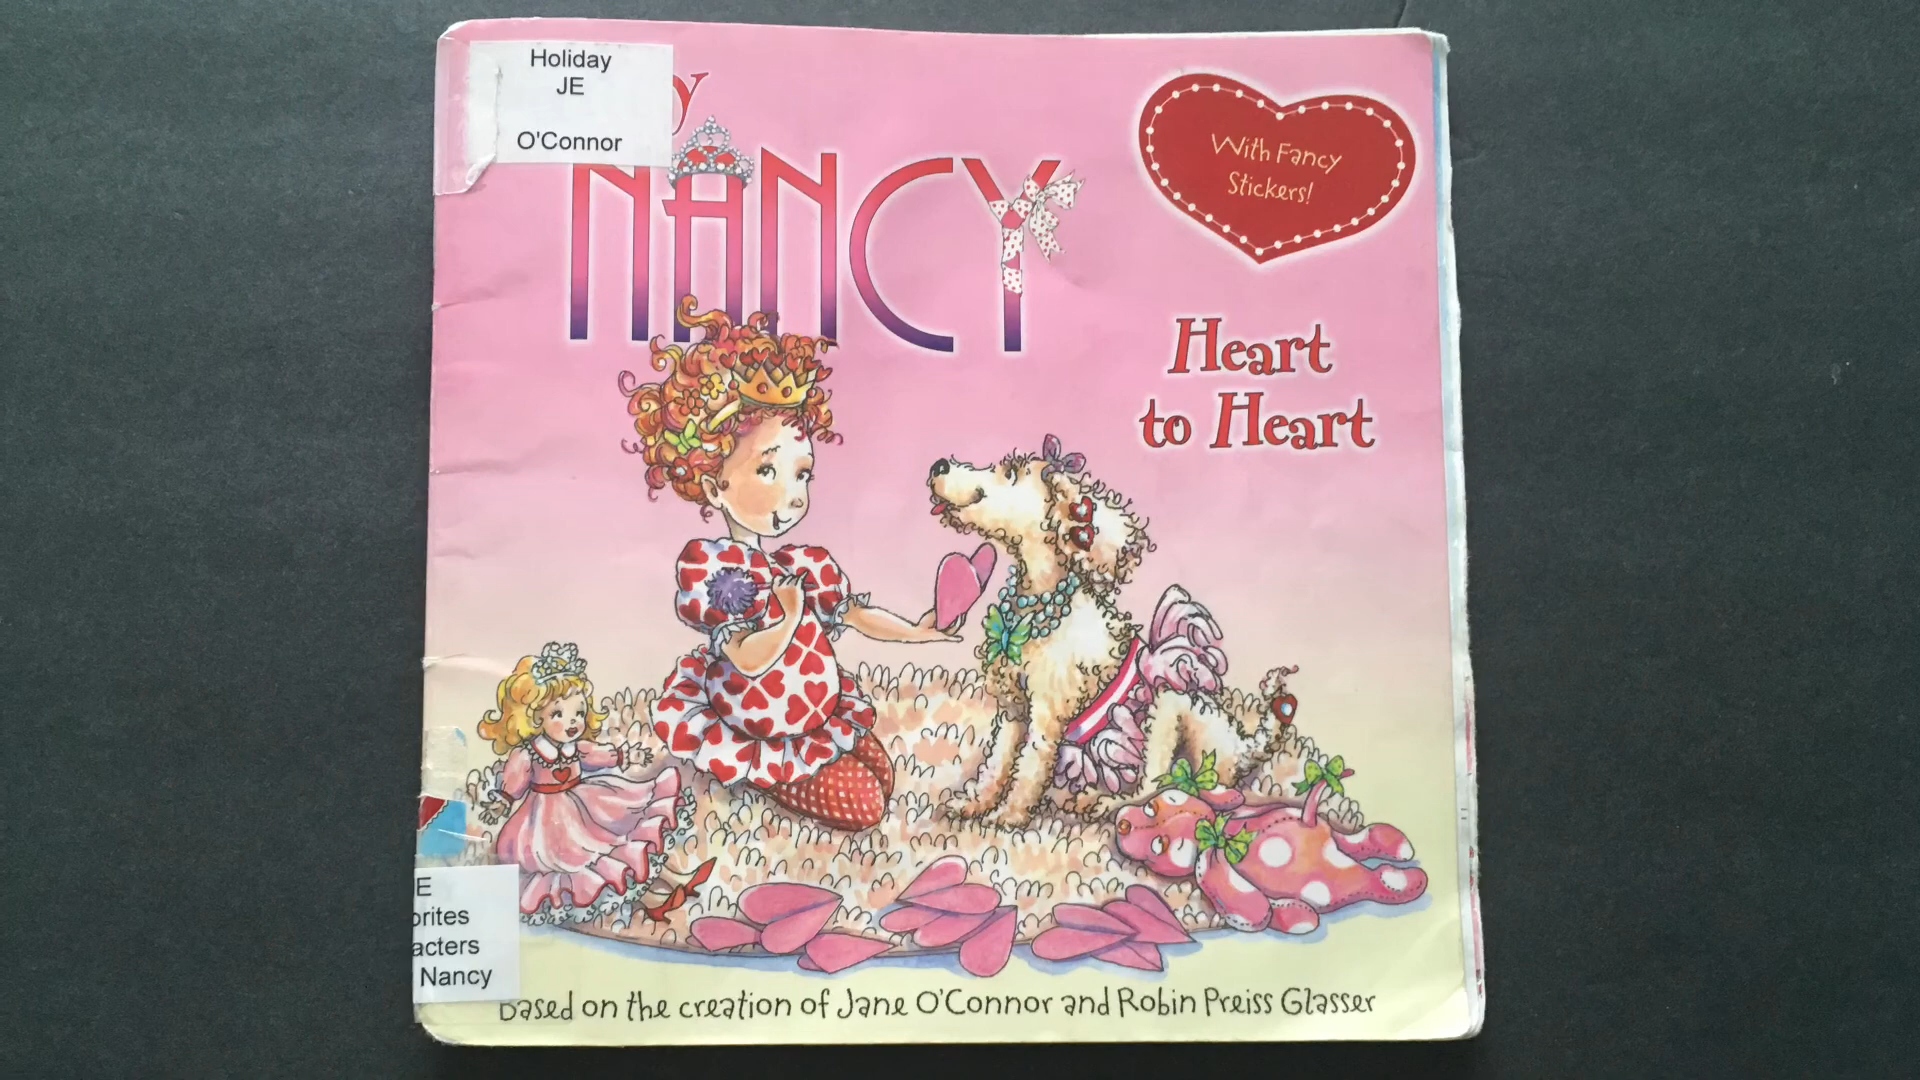 Holiday
JE
O'Connor
y
NANCY
With Fancy
Stickers!
Heart
to Heart
E
orites
acters
Nancy
Based on the creation of Jane O'Connor and Robin Preiss Glasser